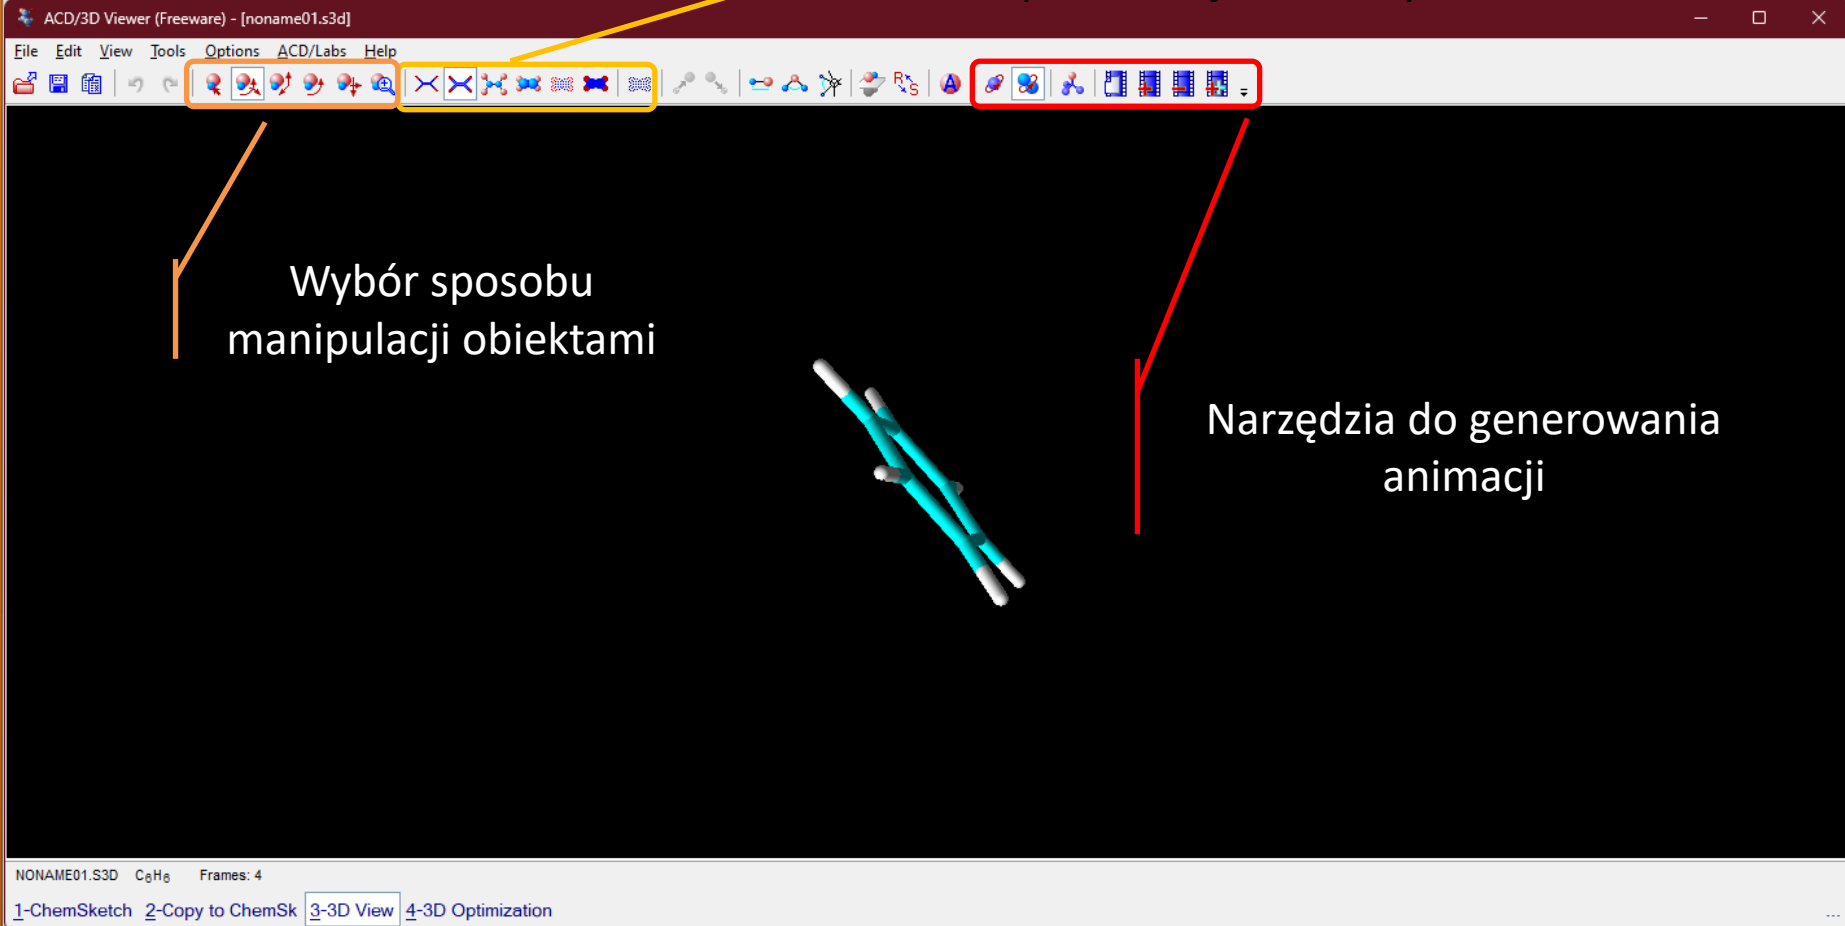 ACD/3D Viewer (Freeware) - [noname01.s3d]
File Edit View Tools Options ACD/Labs Help
Wybór sposobu
manipulacji obiektami
Narzędzia do generowania
animacji
NONAME01.S3D C6H6 Frames: 4
1-ChemSketch 2-Copy to ChemSk 3-3D View 4-3D Optimization